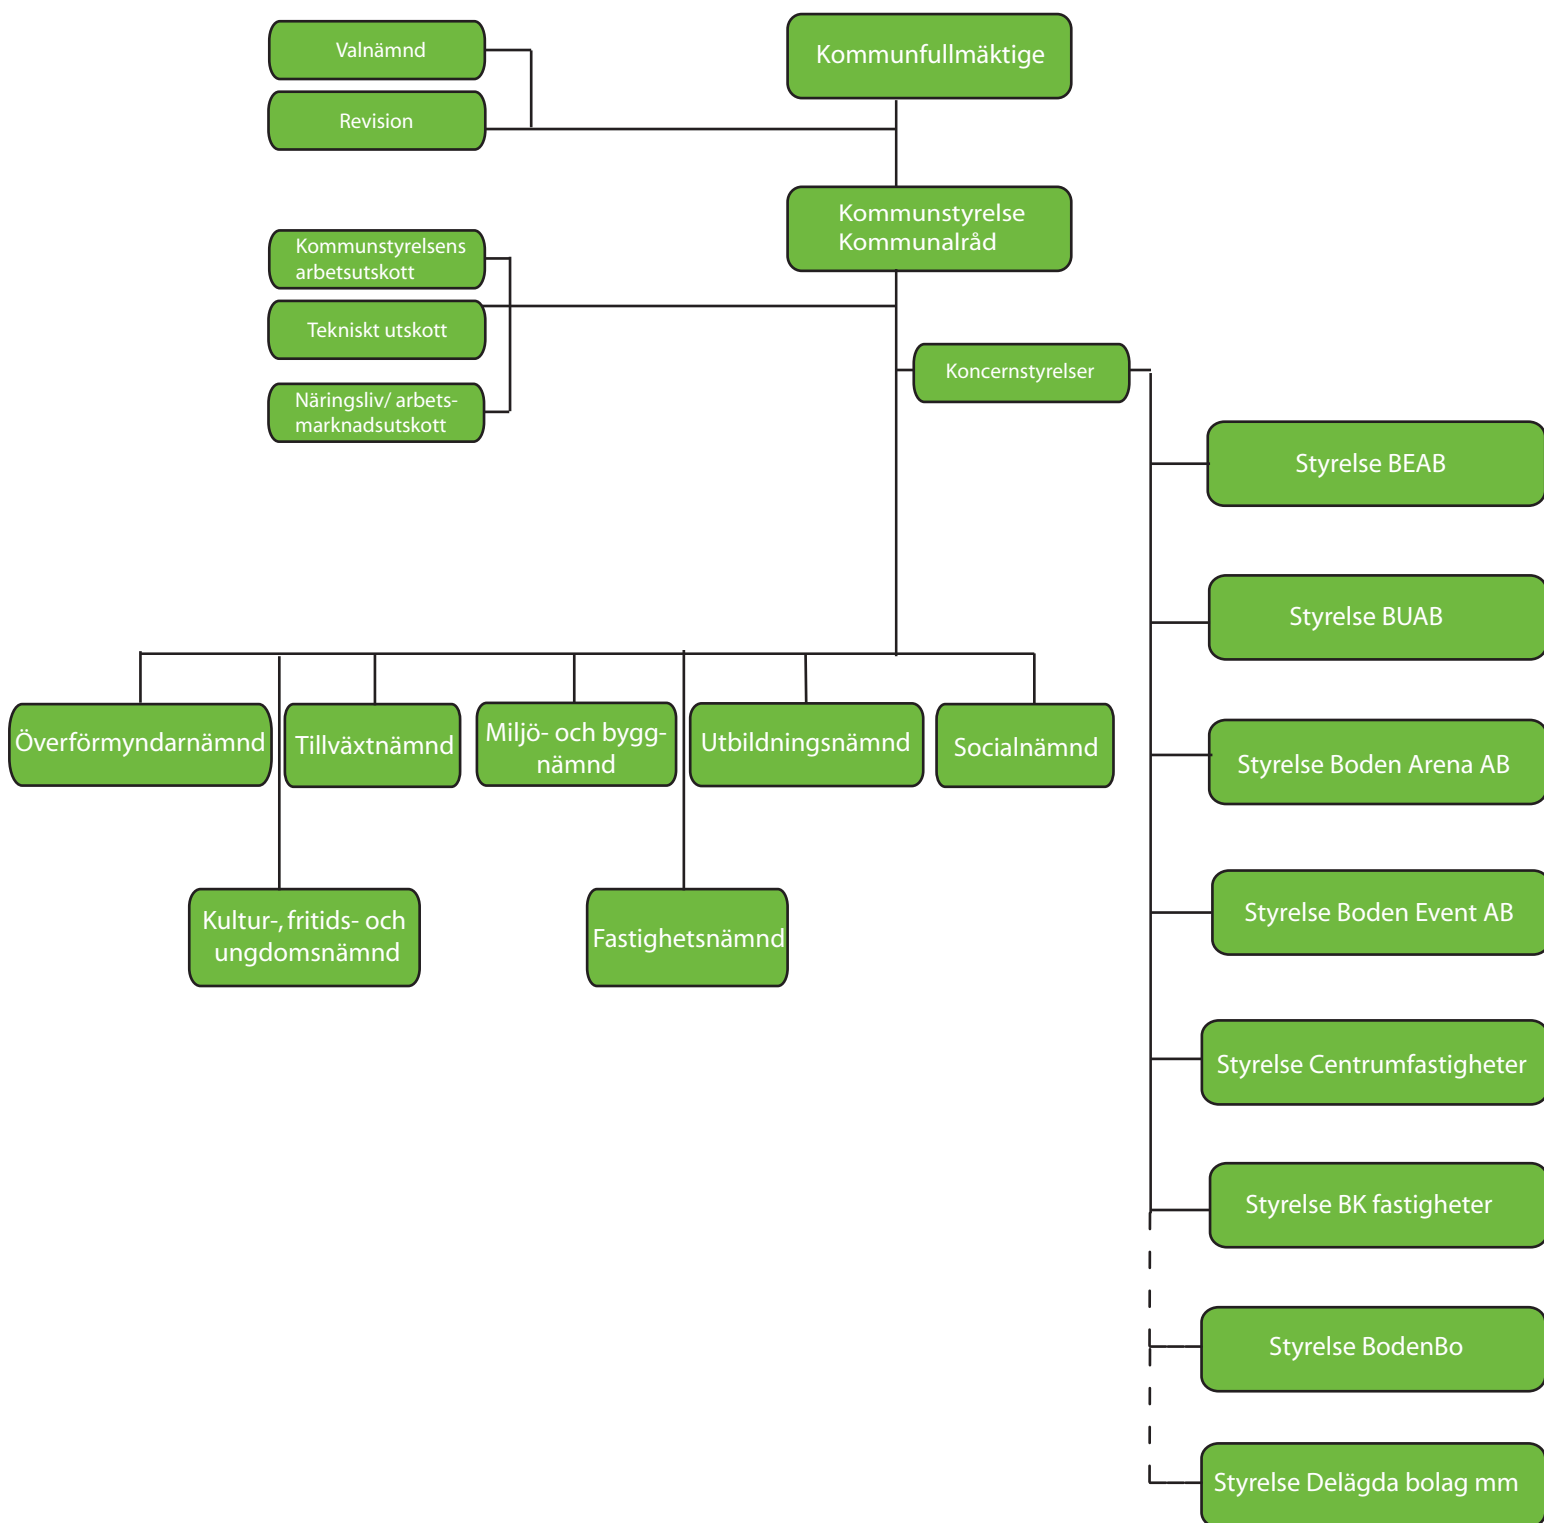 Valnämnd
Kommunfullmäktige
Revision
Kommunstyrelse
Kommunalråd
Kommunstyrelsens
arbetsutskott
Tekniskt utskott
Näringsliv/ arbets-
marknadsutskott
Koncernstyrelser
Styrelse BEAB
Styrelse BUAB
Överförmyndarnämnd
Tillväxtnämnd
Miljö- och bygg-
nämnd
Utbildningsnämnd
Socialnämnd
Styrelse Boden Arena AB
Kultur-, fritids- och
ungdomsnämnd
Fastighetsnämnd
Styrelse Boden Event AB
Styrelse Centrumfastigheter
Styrelse BK fastigheter
Styrelse BodenBo
Styrelse Delägda bolag mm